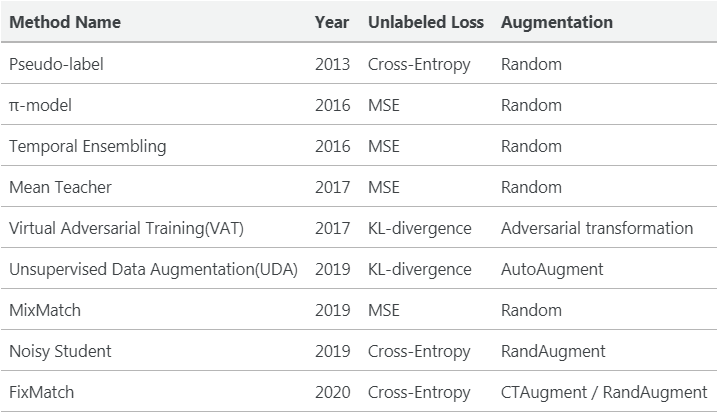 Method Name Year Unlabeled Loss Augmentation
Pseudo-label 2013 Cross-Entropy Random
π-model 2016 MSE Random
Temporal Ensembling 2016 MSE Random
Mean Teacher 2017 MSE Random
Virtual Adversarial Training(VAT) 2017 KL-divergence Adversarial transformation
Unsupervised Data Augmentation(UDA) 2019 KL-divergence AutoAugment
MixMatch 2019 MSE Random
Noisy Student 2019 Cross-Entropy RandAugment
FixMatch 2020 Cross-Entropy CTAugment / RandAugment